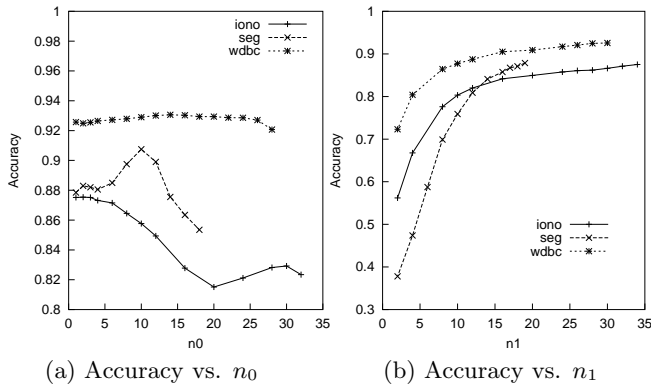 1
0.98
0.96
0.94
0.92
0.9
0.88
0.86
0.84
0.82
0.8
Accuracy
iono
seg
wdbc
0 5 10 15 20 25 30 35
n0
(a) Accuracy vs. n₀
1
0.9
0.8
0.7
0.6
0.5
0.4
0.3
Accuracy
iono
seg
wdbc
0 5 10 15 20 25 30 35
n1
(b) Accuracy vs. n₁